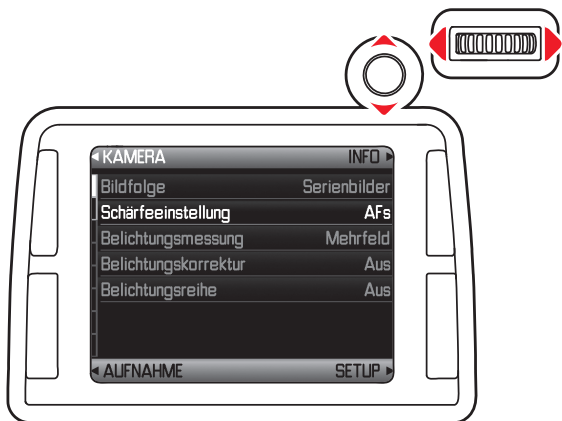 KAMERA INFO
Bildfolge Serienbilder
Schärfeeinstellung AFs
Belichtungsmessung Mehrfeld
Belichtungskorrektur Aus
Belichtungsreihe Aus
AUFNAHME SETUP